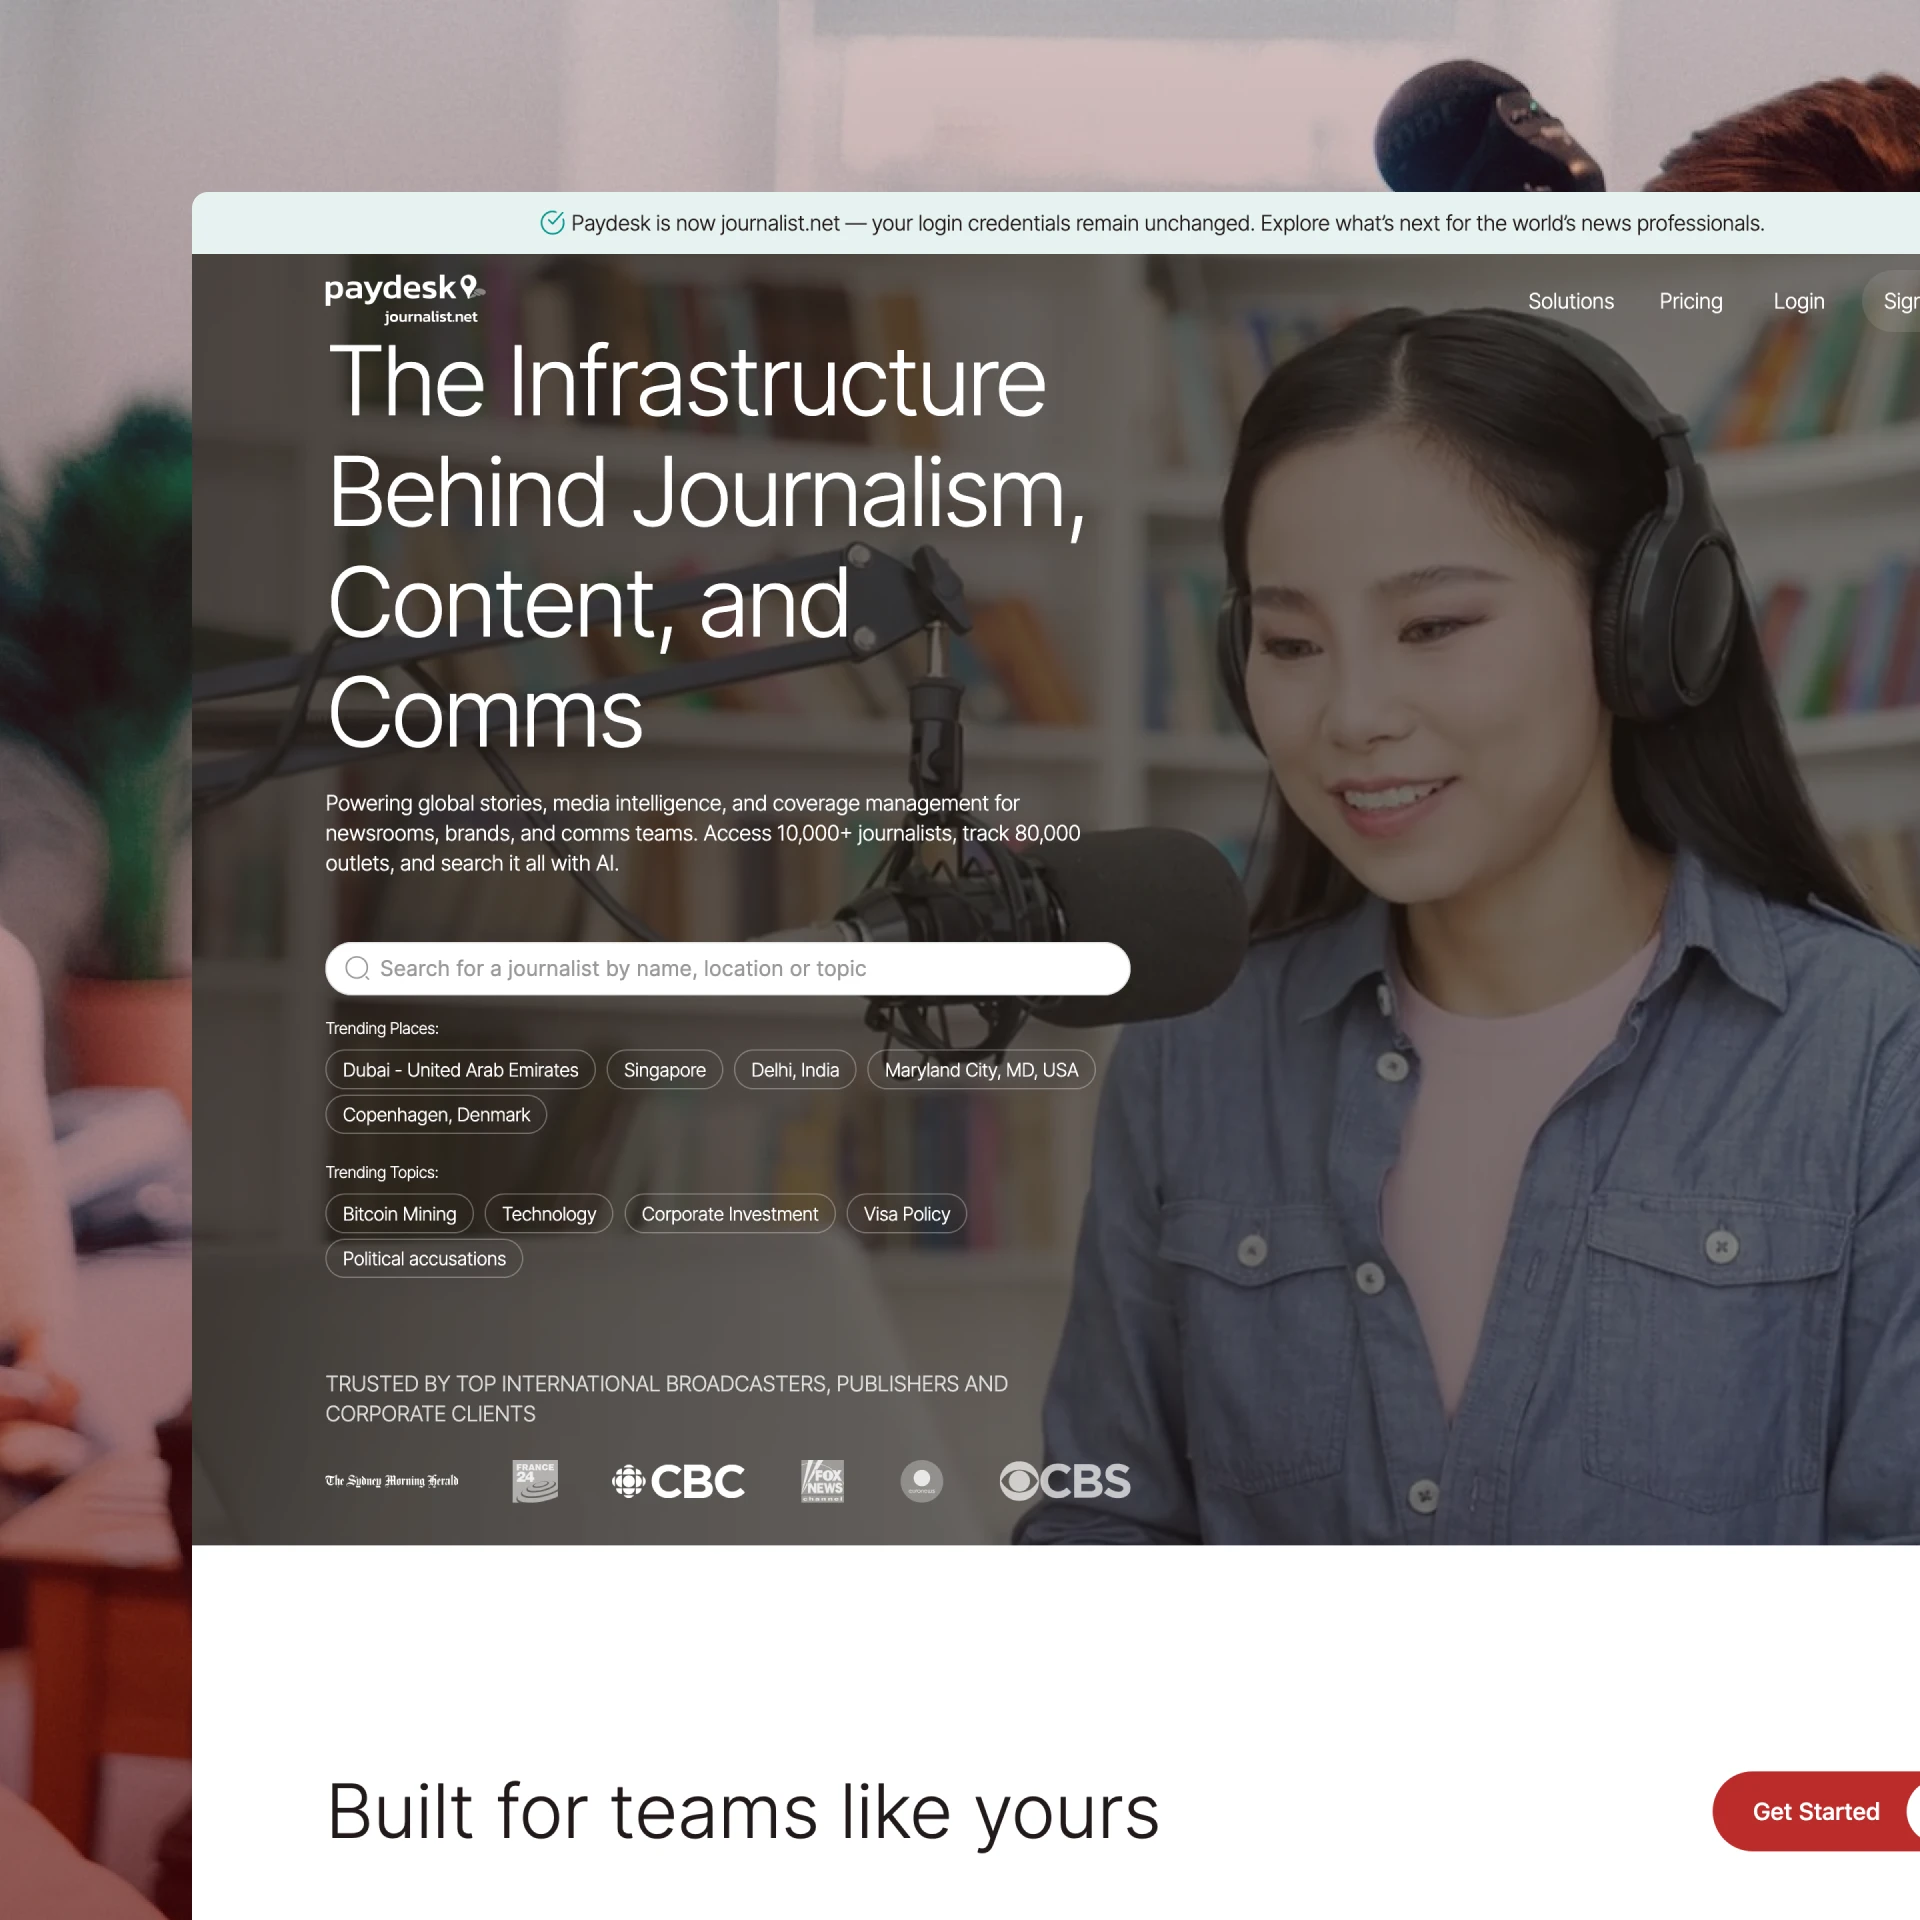 Paydesk is now journalist.net — your login credentials remain unchanged. Explore what's next for the world's news professionals.
paydesk
journalist.net
Solutions
Pricing
Login
The Infrastructure
Behind Journalism,
Content, and
Comms
Powering global stories, media intelligence, and coverage management for
newsrooms, brands, and comms teams. Access 10,000+ journalists, track 80,000
outlets, and search it all with AI.
Search for a journalist by name, location or topic
Trending Places:
Dubai - United Arab Emirates
Singapore
Delhi, India
Maryland City, MD, USA
Copenhagen, Denmark
Trending Topics:
Bitcoin Mining
Technology
Corporate Investment
Visa Policy
Political accusations
TRUSTED BY TOP INTERNATIONAL BROADCASTERS, PUBLISHERS AND
CORPORATE CLIENTS
The Sydney Morning Herald
FRANCE
24
CBC
FOX
NEWS
channel
CBS
Built for teams like yours
Get Started